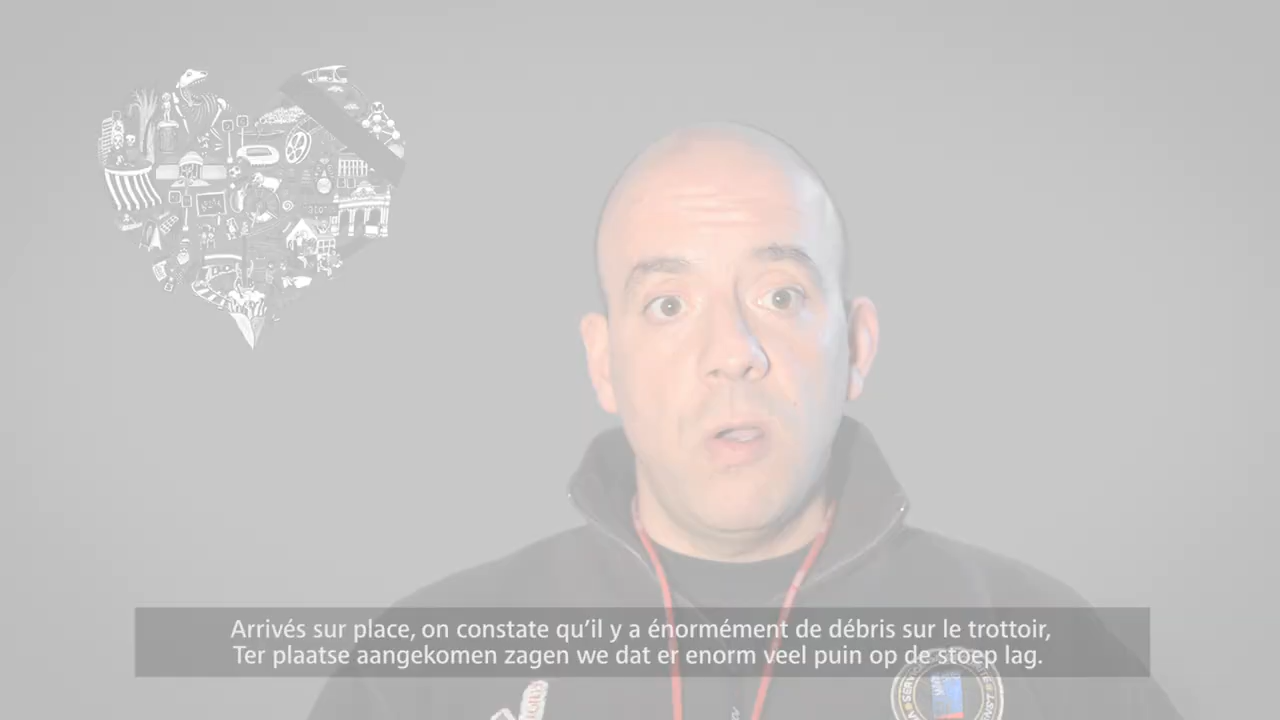 Arrivés sur place, on constate qu'il y a énormément de débris sur le trottoir,
Ter plaatse aangekomen zagen we dat er enorm veel puin op de stoep lag.